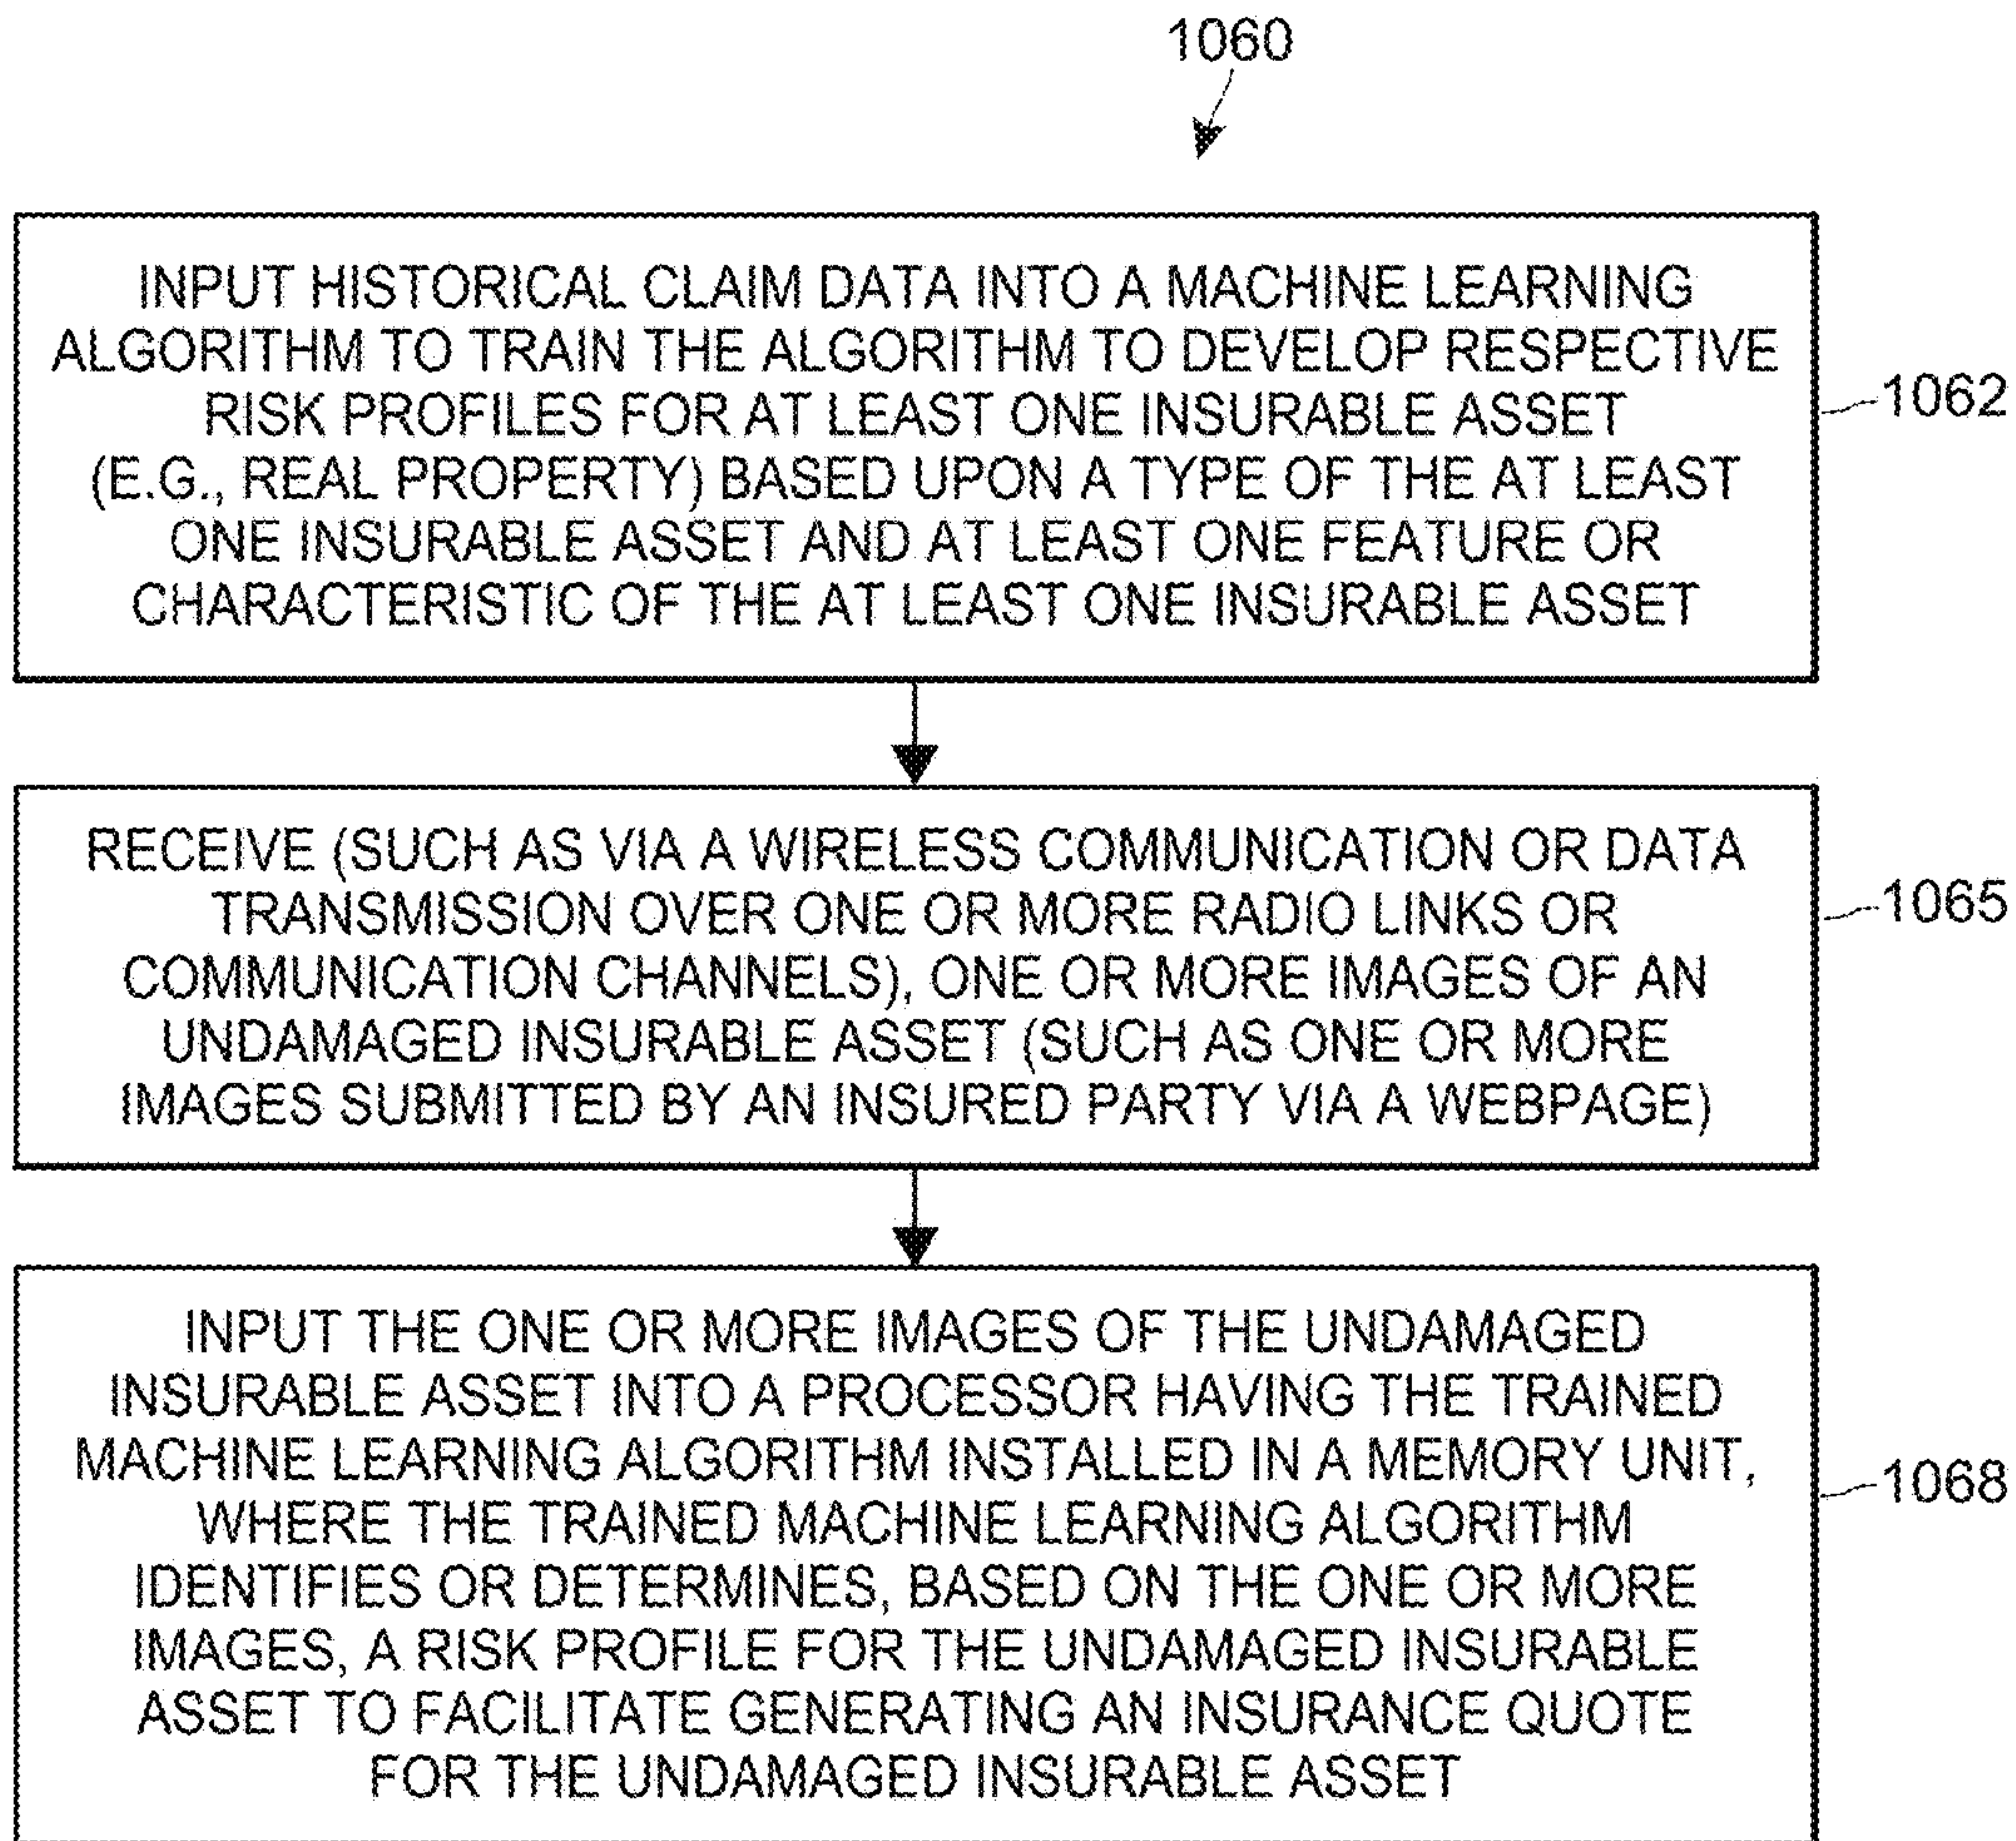 1060
INPUT HISTORICAL CLAIM DATA INTO A MACHINE LEARNING
ALGORITHM TO TRAIN THE ALGORITHM TO DEVELOP RESPECTIVE
RISK PROFILES FOR AT LEAST ONE INSURABLE ASSET
(E.G., REAL PROPERTY) BASED UPON A TYPE OF THE AT LEAST
ONE INSURABLE ASSET AND AT LEAST ONE FEATURE OR
CHARACTERISTIC OF THE AT LEAST ONE INSURABLE ASSET
1062
RECEIVE (SUCH AS VIA A WIRELESS COMMUNICATION OR DATA
TRANSMISSION OVER ONE OR MORE RADIO LINKS OR
COMMUNICATION CHANNELS), ONE OR MORE IMAGES OF AN
UNDAMAGED INSURABLE ASSET (SUCH AS ONE OR MORE
IMAGES SUBMITTED BY AN INSURED PARTY VIA A WEBPAGE)
1065
INPUT THE ONE OR MORE IMAGES OF THE UNDAMAGED
INSURABLE ASSET INTO A PROCESSOR HAVING THE TRAINED
MACHINE LEARNING ALGORITHM INSTALLED IN A MEMORY UNIT,
WHERE THE TRAINED MACHINE LEARNING ALGORITHM
IDENTIFIES OR DETERMINES, BASED ON THE ONE OR MORE
IMAGES, A RISK PROFILE FOR THE UNDAMAGED INSURABLE
ASSET TO FACILITATE GENERATING AN INSURANCE QUOTE
FOR THE UNDAMAGED INSURABLE ASSET
1068